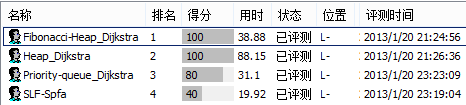 名称 排名 得分 用时 状态 位置 评测时间
Fibonacci-Heap_Dijkstra 1 100 38.88 已评测 L- 2013/1/20 21:24:56
Heap_Dijkstra 2 100 88.15 已评测 L- 2013/1/20 21:26:36
Priority-queue_Dijkstra 3 80 31.1 已评测 L- 2013/1/20 23:23:09
SLF-Spfa 4 40 19.92 已评测 L- 2013/1/20 23:19:04